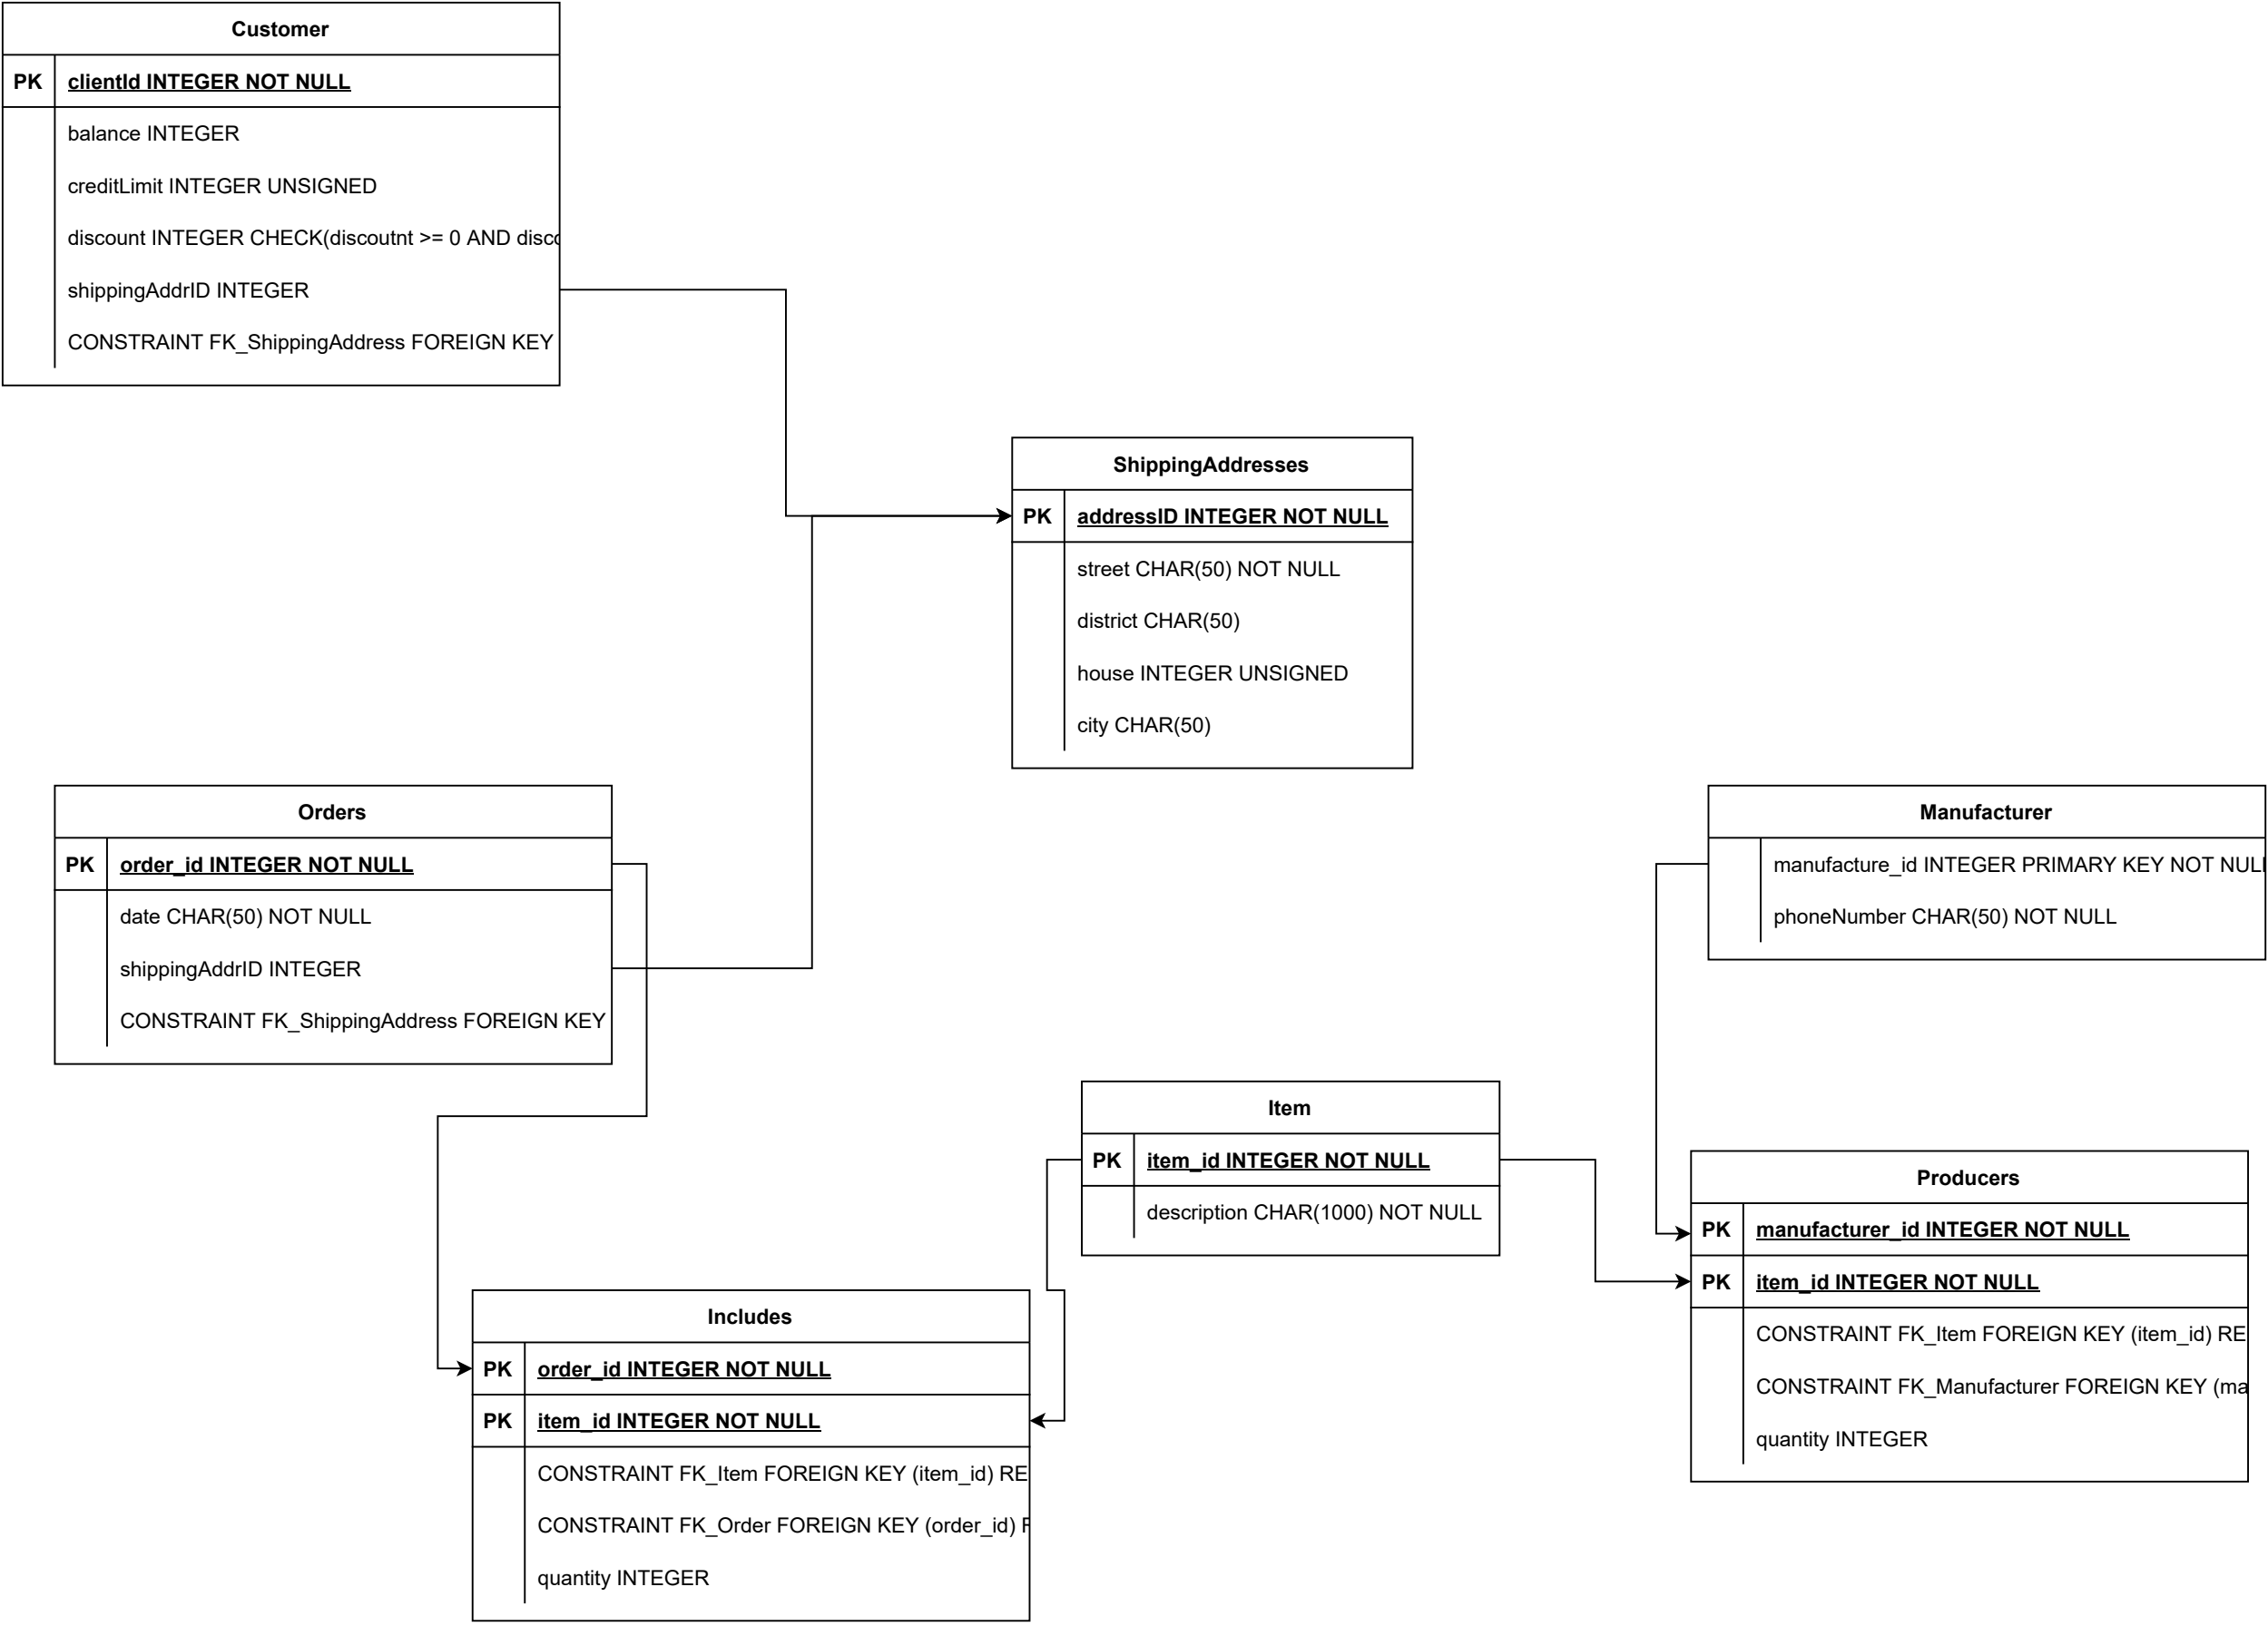 Customer
PK clientId INTEGER NOT NULL
balance INTEGER
creditLimit INTEGER UNSIGNED
discount INTEGER CHECK(discoutnt >= 0 AND
shippingAddrID INTEGER
CONSTRAINT FK_ShippingAddress FOREIGN KEY
ShippingAddresses
PK addressID INTEGER NOT NULL
street CHAR(50) NOT NULL
district CHAR(50)
house INTEGER UNSIGNED
city CHAR(50)
Orders
PK order_id INTEGER NOT NULL
date CHAR(50) NOT NULL
shippingAddrID INTEGER
CONSTRAINT FK_ShippingAddress FOREIGN KEY
Manufacturer
manufacture_id INTEGER PRIMARY KEY NOT NULL
phoneNumber CHAR(50) NOT NULL
Item
PK item_id INTEGER NOT NULL
description CHAR(1000) NOT NULL
Producers
PK manufacturer_id INTEGER NOT NULL
PK item_id INTEGER NOT NULL
CONSTRAINT FK_Item FOREIGN KEY (item_id) RE
CONSTRAINT FK_Manufacturer FOREIGN KEY (ma
quantity INTEGER
Includes
PK order_id INTEGER NOT NULL
PK item_id INTEGER NOT NULL
CONSTRAINT FK_Item FOREIGN KEY (item_id) RE
CONSTRAINT FK_Order FOREIGN KEY (order_id)
quantity INTEGER